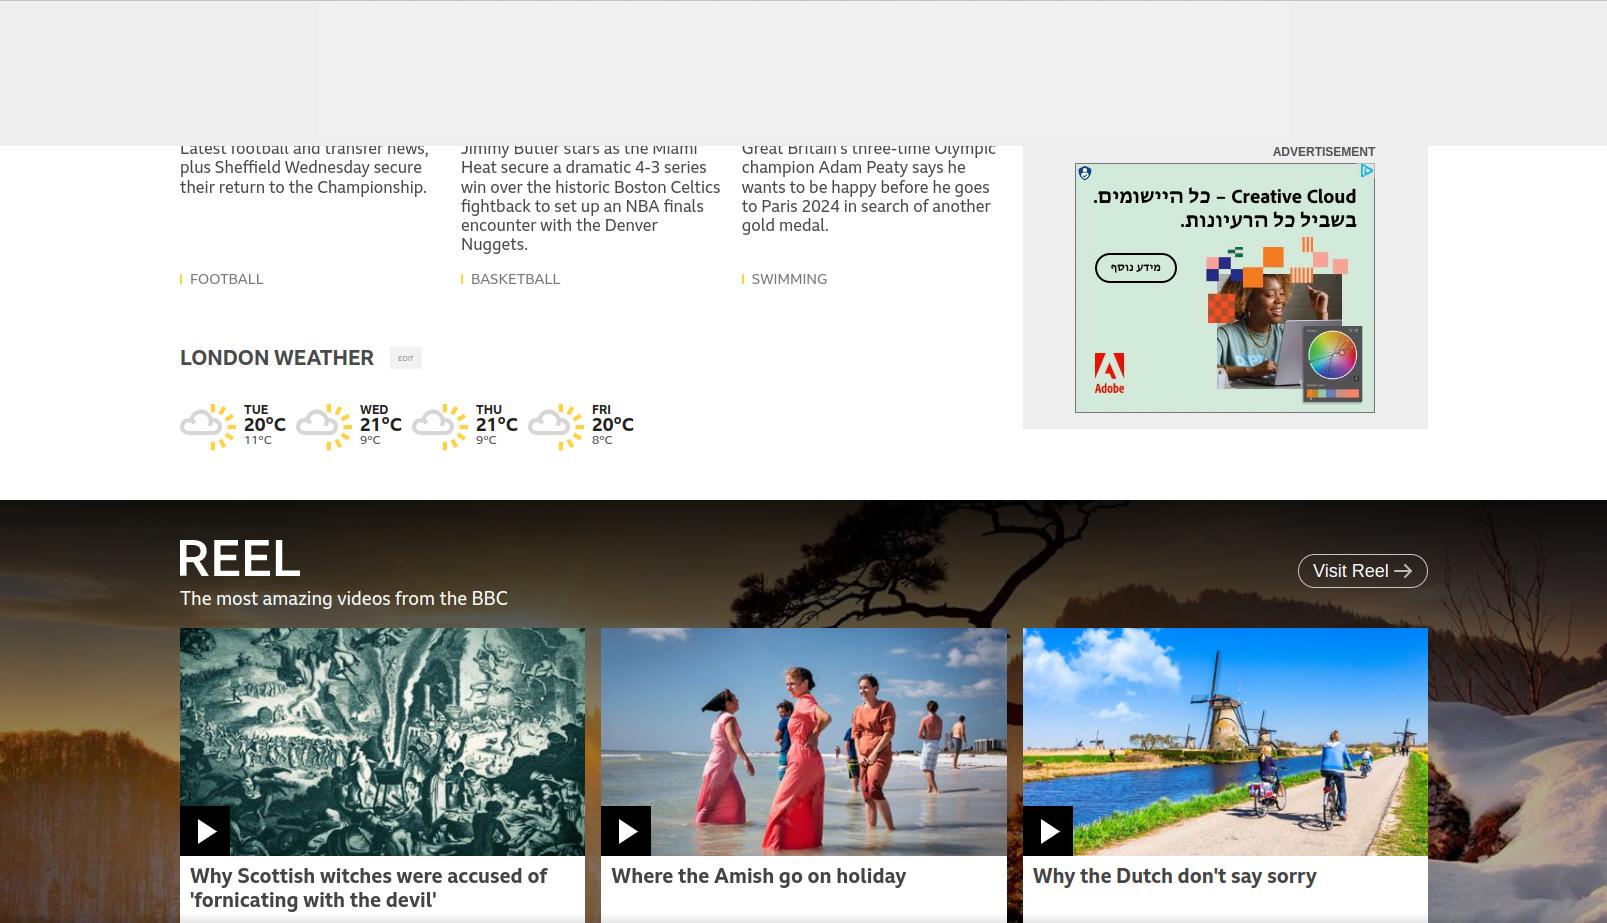 Latest football and transfer news,
plus Sheffield Wednesday secure
their return to the Championship.
FOOTBALL
Jimmy Butler stars as the Miami
Heat secure a dramatic 4-3 series
win over the historic Boston Celtics
fightback to set up an NBA finals
encounter with the Denver
Nuggets.
BASKETBALL
Great Britain's three-time Olympic
champion Adam Peaty says he
wants to be happy before he goes
to Paris 2024 in search of another
gold medal.
SWIMMING
ADVERTISEMENT
Creative Cloud – כל היישומים.
בשביל כל הרעיונות.
מידע נוסף
Adobe
LONDON WEATHER
EDIT
TUE
20°C
11°C
WED
21°C
9°C
THU
21°C
9°C
FRI
20°C
8°C
REEL
The most amazing videos from the BBC
Visit Reel
Why Scottish witches were accused of
'fornicating with the devil'
Where the Amish go on holiday
Why the Dutch don't say sorry